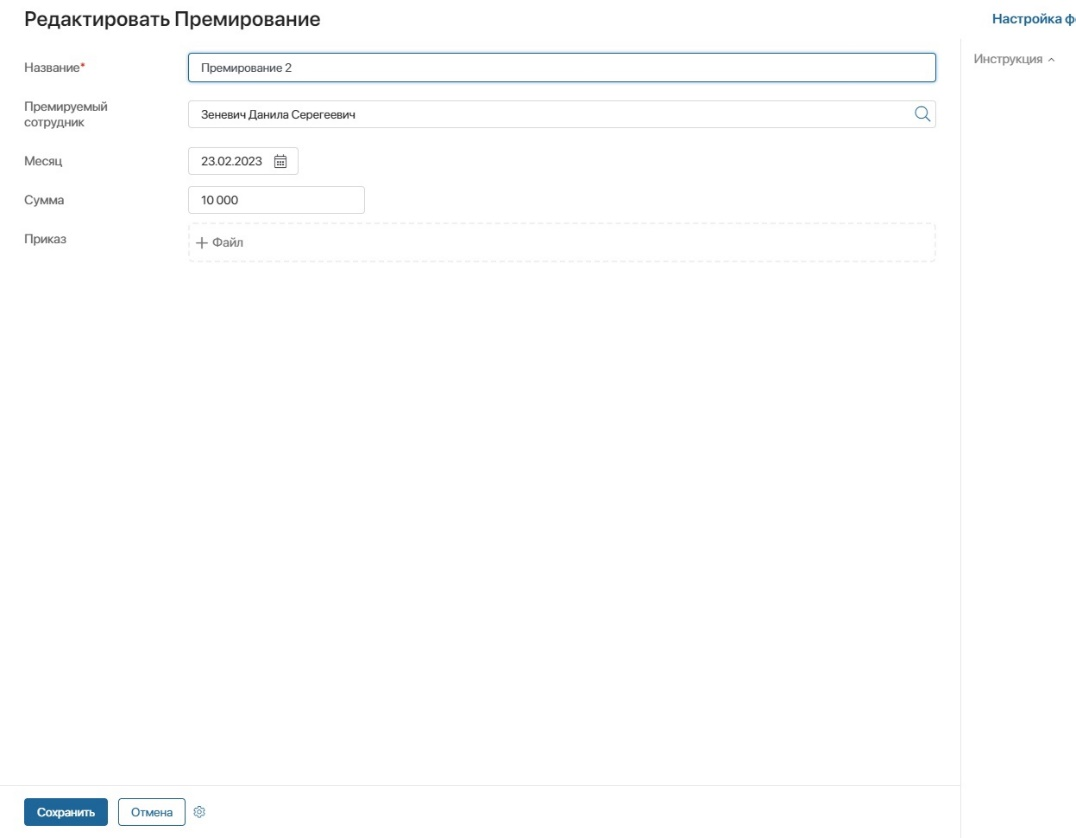 Редактировать Премирование
Настройка ф
Инструкция
Название*
Премирование 2
Премируемый
сотрудник
Зеневич Данила Серегеевич
Месяц
23.02.2023
Сумма
10 000
Приказ
+ Файл
Сохранить
Отмена